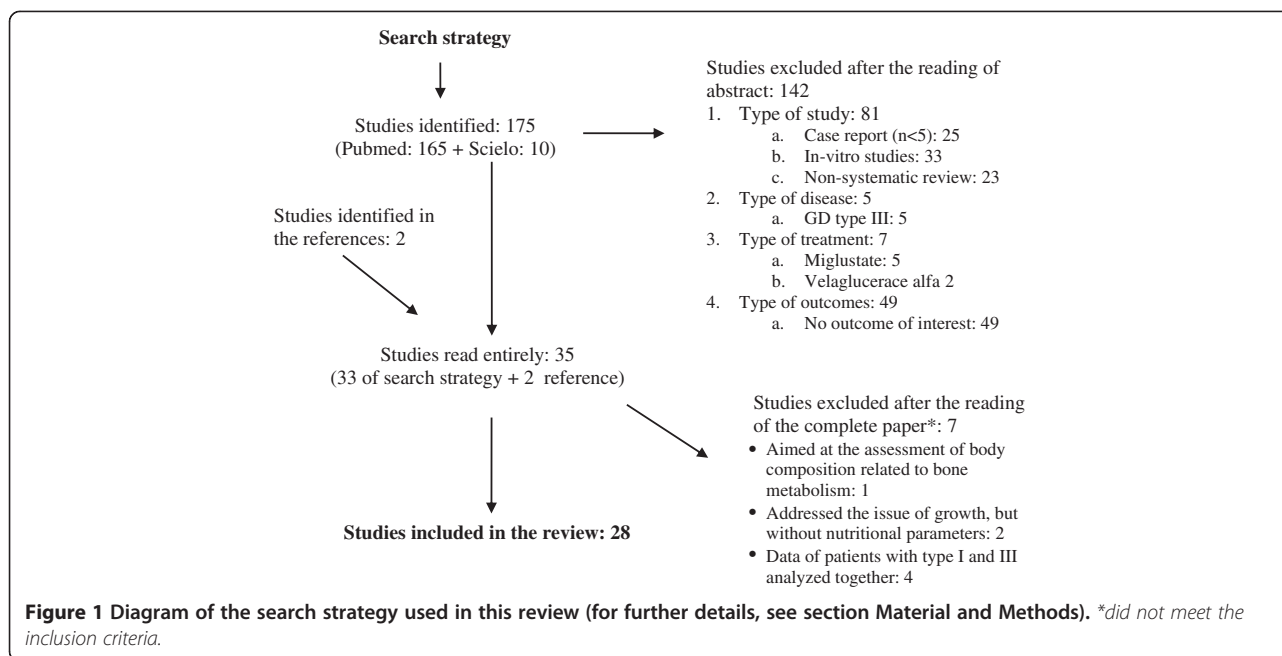 Search strategy
Studies identified: 175
(Pubmed: 165 + Scielo: 10)
Studies excluded after the reading of
abstract: 142
1. Type of study: 81
a. Case report (n<5): 25
b. In-vitro studies: 33
c. Non-systematic review: 23
2. Type of disease: 5
a. GD type III: 5
3. Type of treatment: 7
a. Miglustate: 5
b. Velaglucerace alfa 2
4. Type of outcomes: 49
a. No outcome of interest: 49
Studies identified in
the references: 2
Studies read entirely: 35
(33 of search strategy + 2 reference)
Studies excluded after the reading
of the complete paper*: 7
• Aimed at the assessment of body
composition related to bone
metabolism: 1
• Addressed the issue of growth, but
without nutritional parameters: 2
• Data of patients with type I and III
analyzed together: 4
Studies included in the review: 28
Figure 1 Diagram of the search strategy used in this review (for further details, see section Material and Methods). *did not meet the
inclusion criteria.